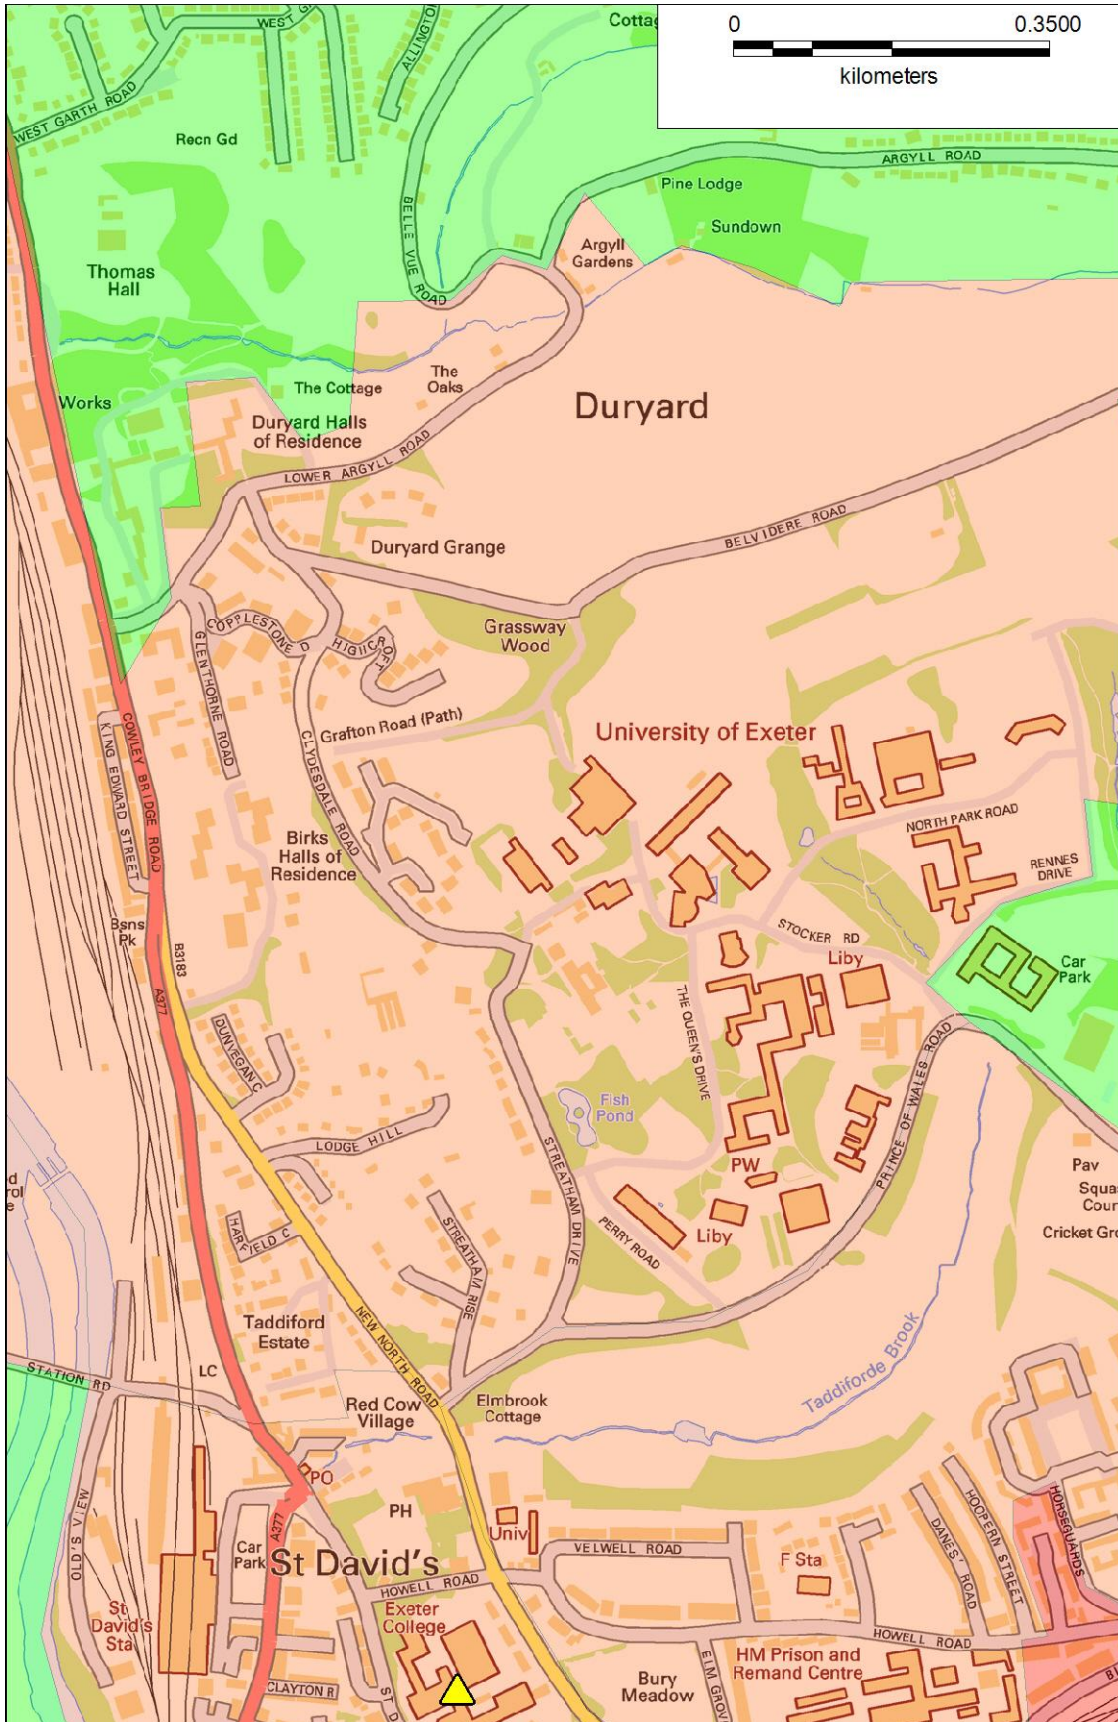 0 0.3500
kilometers
WEST GARTH ROAD
Recn Gd
BELLE VUE ROAD
ARGYLL ROAD
Pine Lodge
Sundown
Argyll
Gardens
Thomas
Hall
The Cottage
The
Oaks
Works
Duryard
Duryard Halls
of Residence
LOWER ARGYLL ROAD
BELVIDERE ROAD
Duryard Grange
Grassway
Wood
COPPLESTONE D
GLENTHORNE ROAD
Grafton Road (Path)
University of Exeter
COWLEY BRIDGE ROAD
KING EDWARD STREET
CLYDESDALE ROAD
NORTH PARK ROAD
Birks
Halls of
Residence
RENNES
DRIVE
Bsns
Pk
B3183
A377
STOCKER RD
Liby
Car
Park
DUNVEGAN C
THE QUEEN'S DRIVE
PRINCE OF WALES ROAD
Fish
Pond
LODGE HILL
STREATHAM DRIVE
PW
Pav
Squas
Cour
Cricket Gro
Liby
PERRY ROAD
STREATHAM RISE
Taddiford
Estate
NEW NORTH ROAD
Taddiforde Brook
STATION RD
LC
Red Cow
Village
Elmbrook
Cottage
PO
OLD'S VIEW
A377
PH
Univ
Car
Park
St David's
VELWELL ROAD
F Sta
DANES' ROAD
HOOPERN STREET
HORSEGUARDS
HOWELL ROAD
Exeter
College
HOWELL ROAD
St
David's
Sta
HM Prison and
Remand Centre
Bury
Meadow
ELM GROV
CLAYTON R
ST D